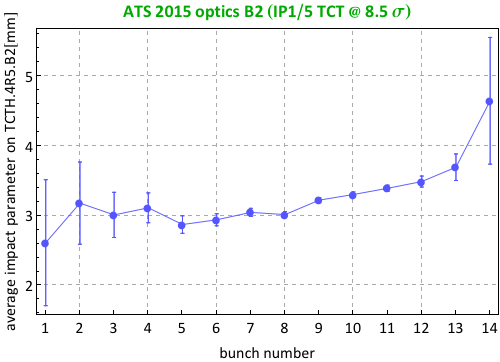 ATS 2015 optics B2 (IP1/5 TCT @ 8.5 σ)
average impact parameter on TCTH.4R5.B2[mm]
5
4
3
2
1 2 3 4 5 6 7 8 9 10 11 12 13 14
bunch number